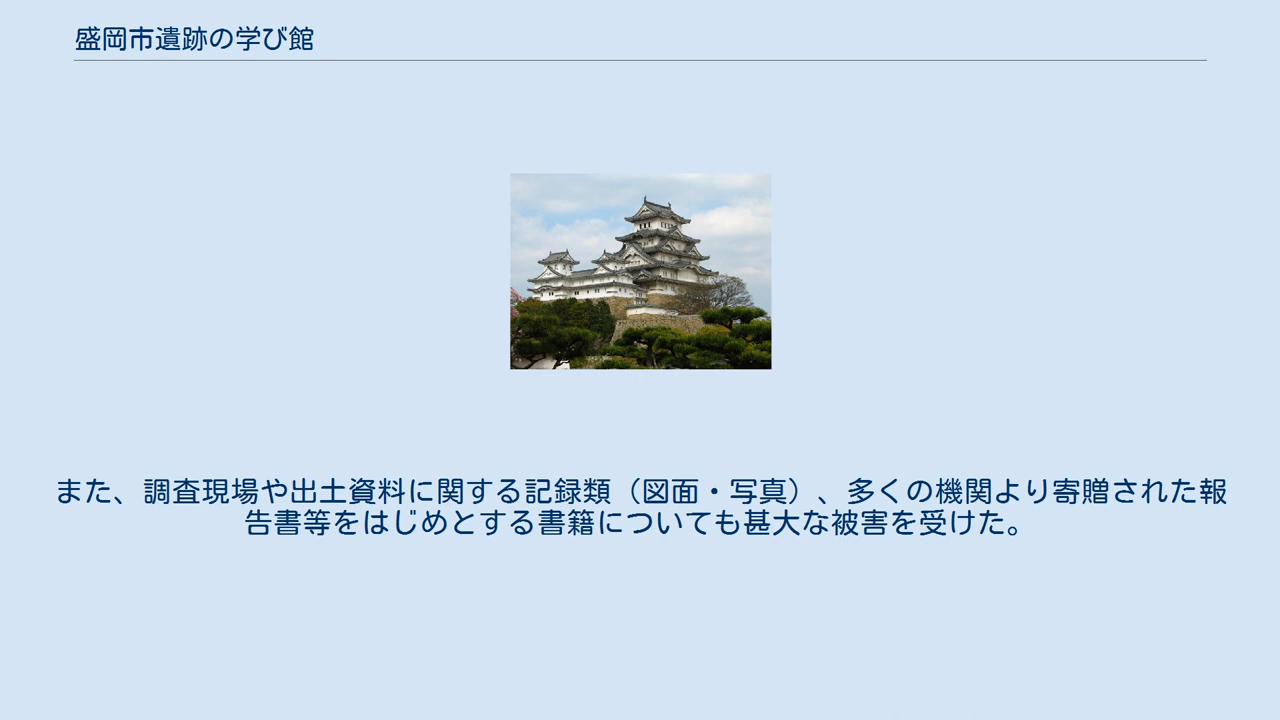 盛岡市遺跡の学び館
また、調査現場や出土資料に関する記録類（図面・写真）、多くの機関より寄贈された報
告書等をはじめとする書籍についても甚大な被害を受けた。